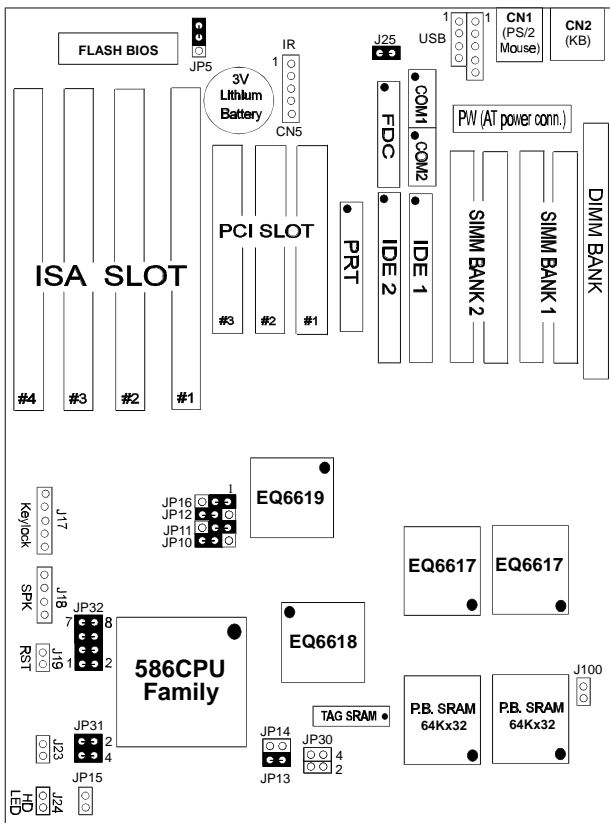 FLASH BIOS
JP5
IR
1
3V
Lithium
Battery
CN5
J25
1
USB
1
CN1
(PS/2
Mouse)
CN2
(KB)
FDC
COM1
COM2
PW (AT power conn.)
ISA SLOT
#4
#3
#2
#1
PCI SLOT
#3
#2
#1
PRT
IDE 2
IDE 1
SIMM BANK 2
SIMM BANK 1
DIMM BANK
1
JP16
JP12
JP11
JP10
EQ6619
J17
Keylock
EQ6617
EQ6617
J18
SPK
JP32
7
8
1
2
J19
RST
586CPU
Family
EQ6618
J100
P.B. SRAM
64Kx32
P.B. SRAM
64Kx32
TAG SRAM
J23
JP31
2
4
JP14
JP13
JP30
4
2
J24
HD
LED
JP15